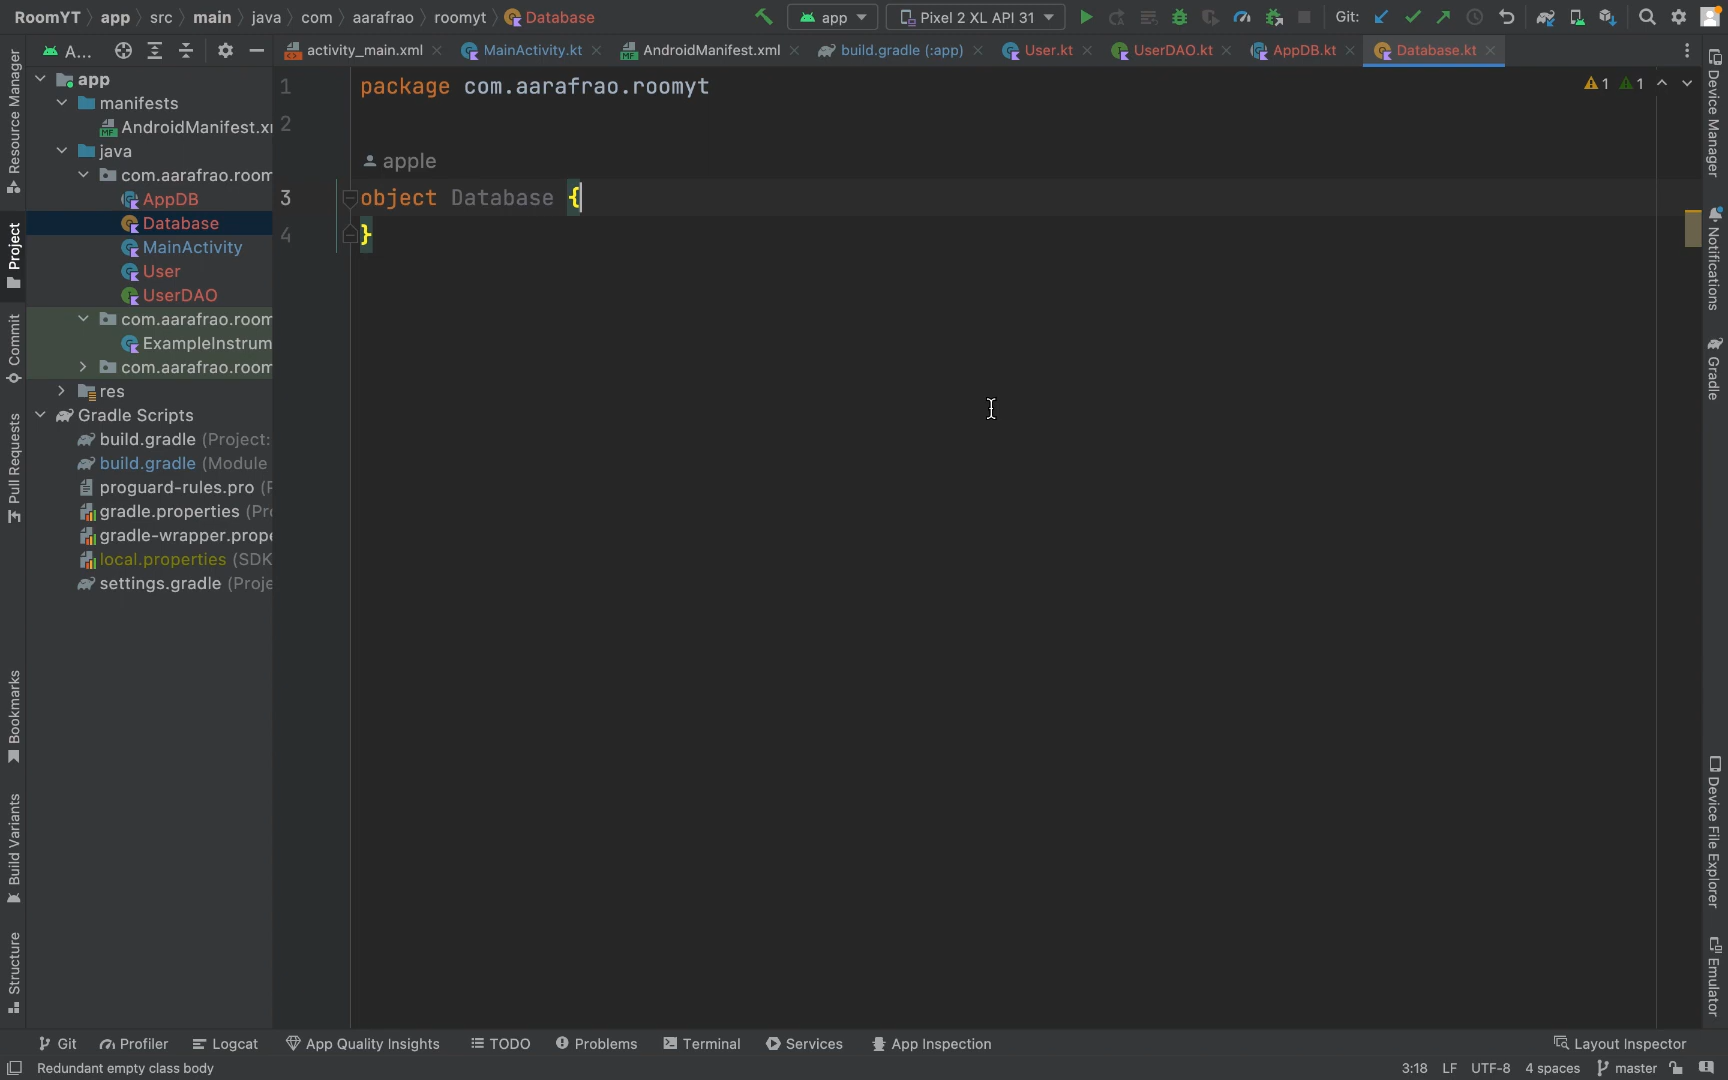 RoomYT app src main java com aarafrao roomyt Database
app Pixel 2 XL API 31 Git:
A...
activity_main.xml MainActivity.kt AndroidManifest.xml build.gradle (:app) User.kt UserDAO.kt AppDB.kt Database.kt
Resource Manager
Project
Commit
Pull Requests
Bookmarks
Build Variants
Structure
app
manifests
AndroidManifest.xr
java
com.aarafrao.room
AppDB
Database
MainActivity
User
UserDAO
com.aarafrao.room
ExampleInstrum
com.aarafrao.room
res
Gradle Scripts
build.gradle (Project:
build.gradle (Module
proguard-rules.pro (F
gradle.properties (Pro
gradle-wrapper.prope
local.properties (SDK
settings.gradle (Proje
1 package com.aarafrao.roomyt
2
apple
3 object Database {
4 }
1 1
Device Manager
Notifications
Gradle
Device File Explorer
Emulator
Git Profiler Logcat App Quality Insights TODO Problems Terminal Services App Inspection Layout Inspector
Redundant empty class body 3:18 LF UTF-8 4 spaces master